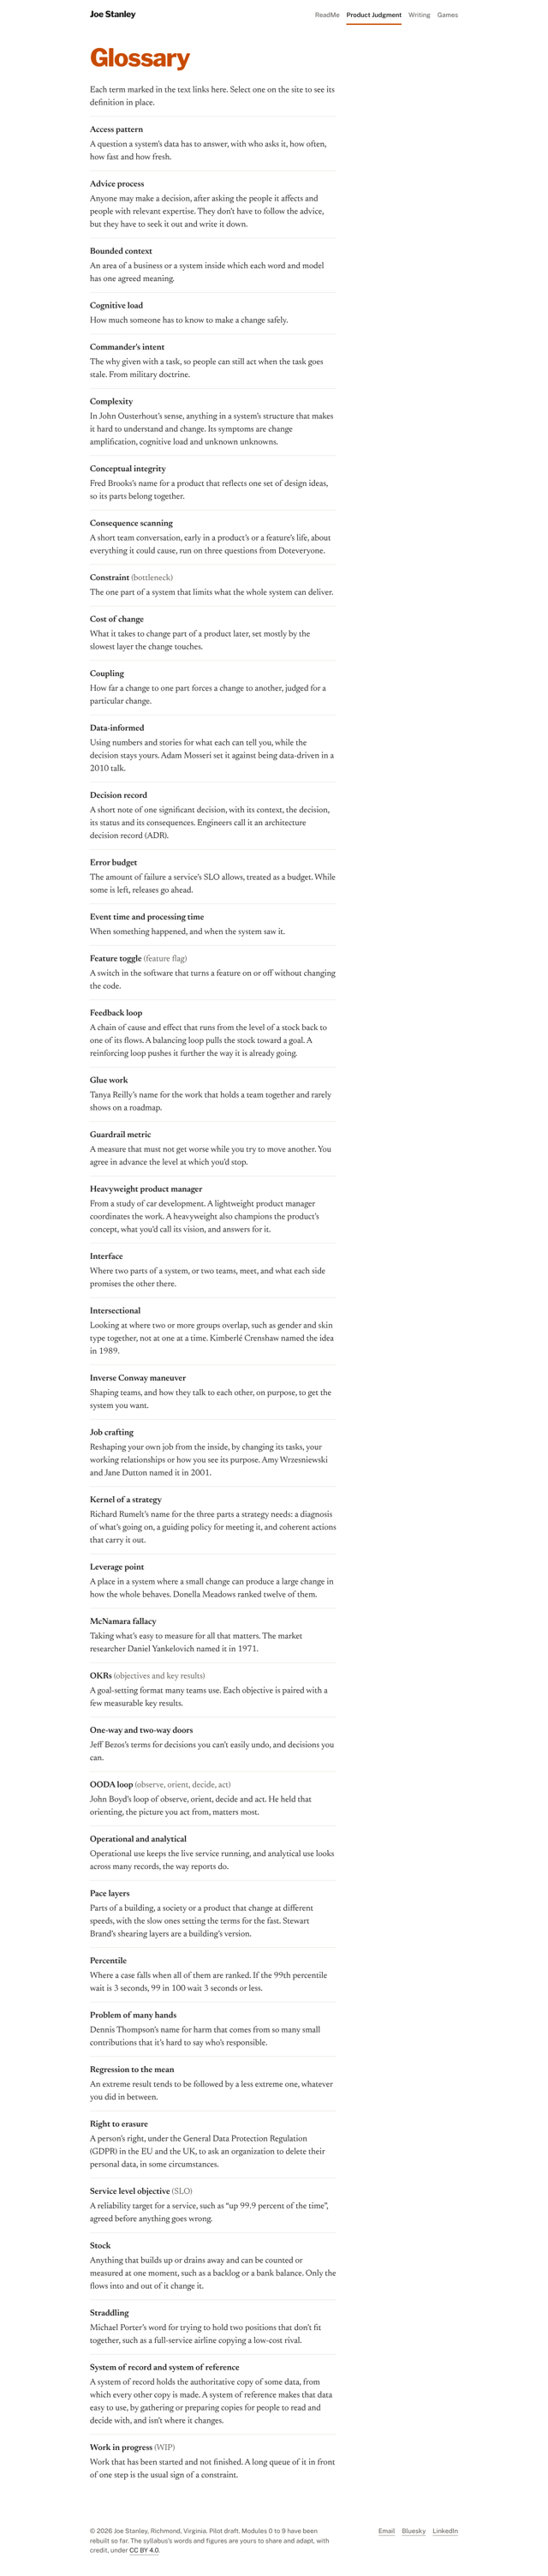 Joe Stanley
ReadMe Product Judgment Writing Games
Glossary
Each term marked in the text links here. Select one on the site to see its
definition in place.
Access pattern
A question a system's data has to answer, with who asks it, how often,
how fast and how fresh.
Advice process
Anyone may make a decision, after asking the people it affects and
people with relevant expertise. They don't have to follow the advice,
but they have to seek it out and write it down.
Bounded context
An area of a business or a system inside which each word and model
has one agreed meaning.
Cognitive load
How much someone has to know to make a change safely.
Commander's intent
The why given with a task, so people can still act when the task goes
stale. From military doctrine.
Complexity
In John Ousterhout's sense, anything in a system's structure that makes
it hard to understand and change. Its symptoms are change
amplification, cognitive load and unknown unknowns.
Conceptual integrity
Fred Brooks's name for a product that reflects one set of design ideas,
so its parts belong together.
Consequence scanning
A short team conversation, early in a product's or a feature's life, about
everything it could cause, run on three questions from Doteveryone.
Constraint (bottleneck)
The one part of a system that limits what the whole system can deliver.
Cost of change
What it takes to change part of a product later, set mostly by the
slowest layer the change touches.
Coupling
How far a change to one part forces a change to another, judged for a
particular change.
Data-informed
Using numbers and stories for what each can tell you, while the
decision stays yours. Adam Mosseri set it against being data-driven in a
2010 talk.
Decision record
A short note of one significant decision, with its context, the decision,
its status and its consequences. Engineers call it an architecture
decision record (ADR).
Error budget
The amount of failure a service's SLO allows, treated as a budget. While
some is left, releases go ahead.
Event time and processing time
When something happened, and when the system saw it.
Feature toggle (feature flag)
A switch in the software that turns a feature on or off without changing
the code.
Feedback loop
A chain of cause and effect that runs from the level of a stock back to
one of its flows. A balancing loop pulls the stock toward a goal. A
reinforcing loop pushes it further the way it is already going.
Glue work
Tanya Reilly's name for the work that holds a team together and rarely
shows on a roadmap.
Guardrail metric
A measure that must not get worse while you try to move another. You
agree in advance the level at which you'd stop.
Heavyweight product manager
From a study of car development. A lightweight product manager
coordinates the work. A heavyweight also champions the product's
concept, what you'd call its vision, and answers for it.
Interface
Where two parts of a system, or two teams, meet, and what each side
promises the other there.
Intersectional
Looking at where two or more groups overlap, such as gender and skin
type together, not at one at a time. Kimberlé Crenshaw named the idea
in 1989.
Inverse Conway maneuver
Shaping teams, and how they talk to each other, on purpose, to get the
system you want.
Job crafting
Reshaping your own job from the inside, by changing its tasks, your
working relationships or how you see its purpose. Amy Wrzesniewski
and Jane Dutton named it in 2001.
Kernel of a strategy
Richard Rumelt's name for the three parts a strategy needs: a diagnosis
of what's going on, a guiding policy for meeting it, and coherent actions
that carry it out.
Leverage point
A place in a system where a small change can produce a large change in
how the whole behaves. Donella Meadows ranked twelve of them.
McNamara fallacy
Taking what's easy to measure for all that matters. The market
researcher Daniel Yankelovich named it in 1971.
OKRs (objectives and key results)
A goal-setting format many teams use. Each objective is paired with a
few measurable key results.
One-way and two-way doors
Jeff Bezos's terms for decisions you can't easily undo, and decisions you
can.
OODA loop (observe, orient, decide, act)
John Boyd's loop of observe, orient, decide and act. He held that
orienting, the picture you act from, matters most.
Operational and analytical
Operational use keeps the live service running, and analytical use looks
across many records, the way reports do.
Pace layers
Parts of a building, a society or a product that change at different
speeds, with the slow ones setting the terms for the fast. Stewart
Brand's shearing layers are a building's version.
Percentile
Where a case falls when all of them are ranked. If the 99th percentile
wait is 3 seconds, 99 in 100 wait 3 seconds or less.
Problem of many hands
Dennis Thompson's name for harm that comes from so many small
contributions that it's hard to say who's responsible.
Regression to the mean
An extreme result tends to be followed by a less extreme one, whatever
you did in between.
Right to erasure
A person's right, under the General Data Protection Regulation
(GDPR) in the EU and the UK, to ask an organization to delete their
personal data, in some circumstances.
Service level objective (SLO)
A reliability target for a service, such as “up 99.9 percent of the time”,
agreed before anything goes wrong.
Stock
Anything that builds up or drains away and can be counted or
measured at one moment, such as a backlog or a bank balance. Only the
flows into and out of it change it.
Straddling
Michael Porter's word for trying to hold two positions that don't fit
together, such as a full-service airline copying a low-cost rival.
System of record and system of reference
A system of record holds the authoritative copy of some data, from
which every other copy is made. A system of reference makes that data
easy to use, by gathering or preparing copies for people to read and
decide with, and isn't where it changes.
Work in progress (WIP)
Work that has been started and not finished. A long queue of it in front
of one step is the usual sign of a constraint.
© 2026 Joe Stanley, Richmond, Virginia. Pilot draft. Modules 0 to 9 have been
rebuilt so far. The syllabus's words and figures are yours to share and adapt, with
credit, under CC BY 4.0.
Email Bluesky LinkedIn